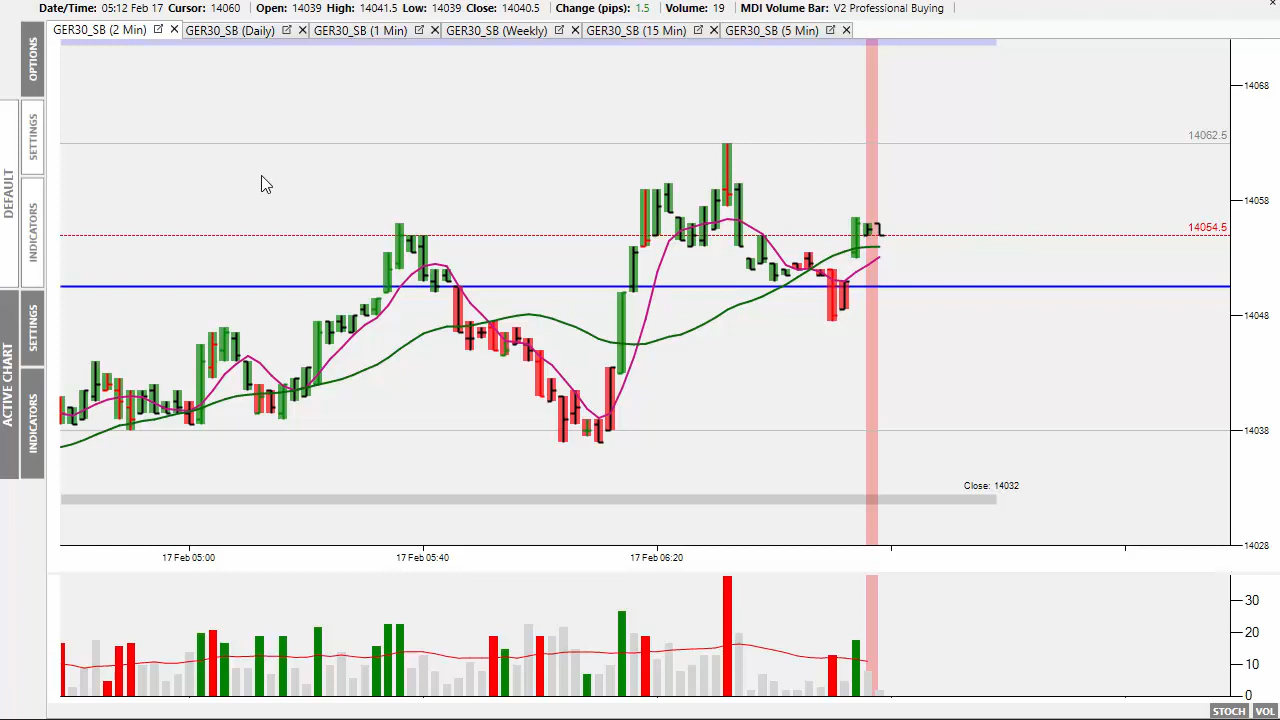 Date/Time: 05:12 Feb 17 Cursor: 14060 Open: 14039 High: 14041.5 Low: 14039 Close: 14040.5 Change (pips): 1.5 Volume: 19 MDI Volume Bar: V2 Professional Buying
GER30_SB (2 Min) GER30_SB (Daily) GER30_SB (1 Min) GER30_SB (Weekly) GER30_SB (15 Min) GER30_SB (5 Min)
OPTIONS
DEFAULT
SETTINGS
INDICATORS
ACTIVE CHART
SETTINGS
INDICATORS
14068
14062.5
14058
14054.5
14048
14038
Close: 14032
14028
17 Feb 05:00 17 Feb 05:40 17 Feb 06:20
30
20
10
0
STOCH VOL